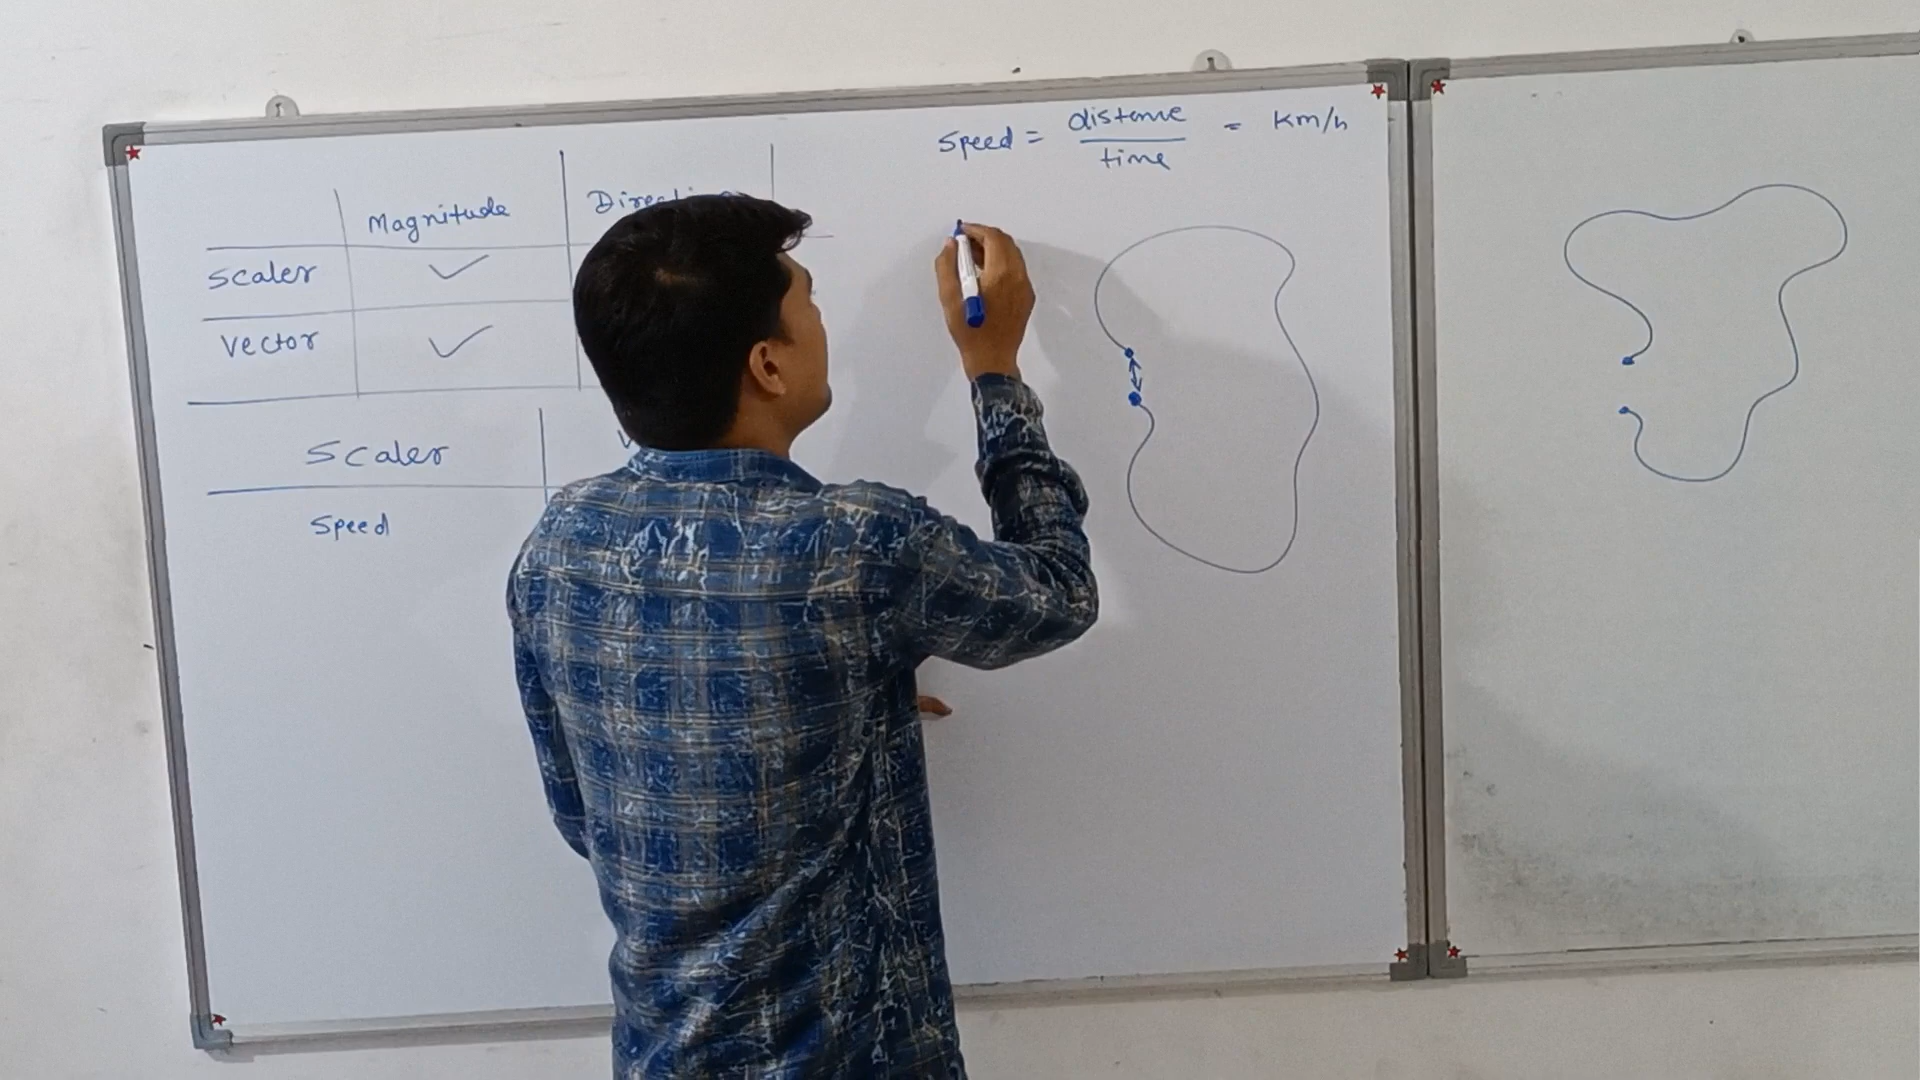 Speed = distance / time = Km/h
Magnitude
Scaler ✓
Vector ✓
Scaler
Speed